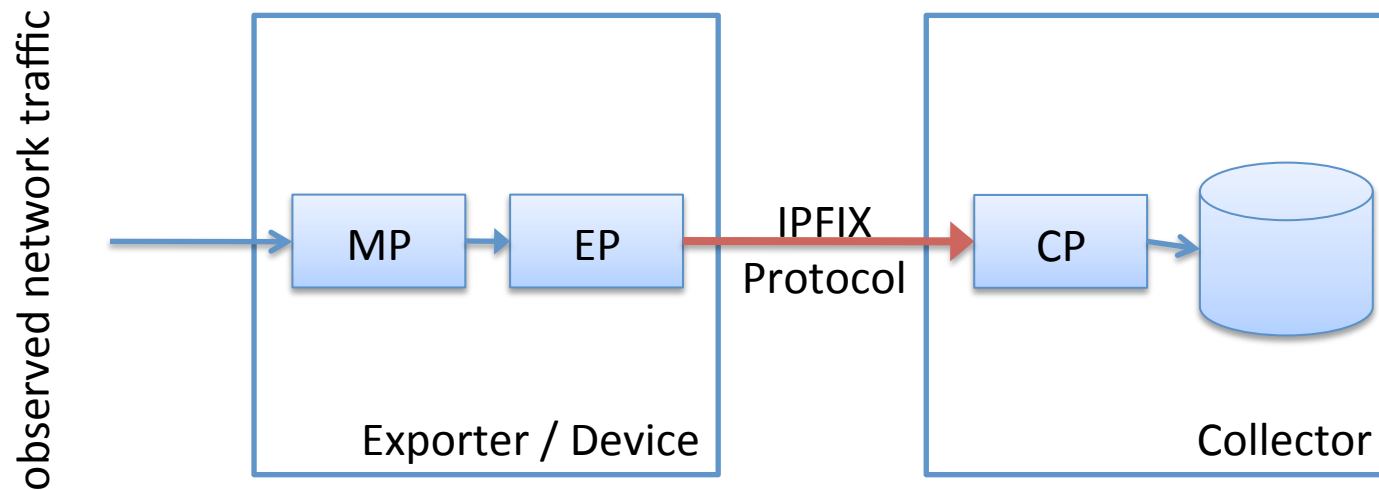 observed network traffic
MP
EP
IPFIX
Protocol
CP
Exporter / Device
Collector